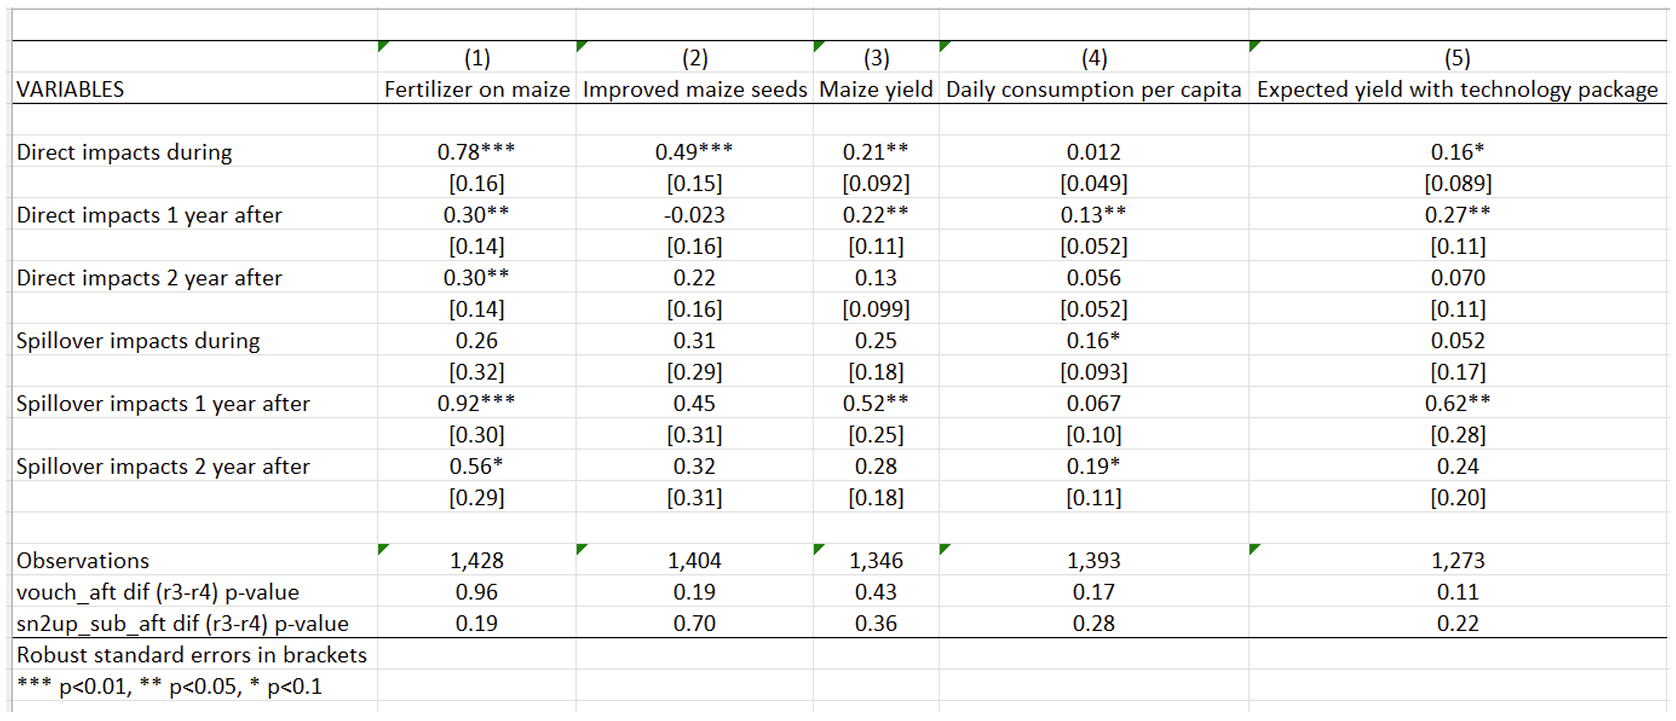 (1) (2) (3) (4) (5)
VARIABLES Fertilizer on maize Improved maize seeds Maize yield Daily consumption per capita Expected yield with technology package
Direct impacts during 0.78*** 0.49*** 0.21** 0.012 0.16*
[0.16] [0.15] [0.092] [0.049] [0.089]
Direct impacts 1 year after 0.30** -0.023 0.22** 0.13** 0.27**
[0.14] [0.16] [0.11] [0.052] [0.11]
Direct impacts 2 year after 0.30** 0.22 0.13 0.056 0.070
[0.14] [0.16] [0.099] [0.052] [0.11]
Spillover impacts during 0.26 0.31 0.25 0.16* 0.052
[0.32] [0.29] [0.18] [0.093] [0.17]
Spillover impacts 1 year after 0.92*** 0.45 0.52** 0.067 0.62**
[0.30] [0.31] [0.25] [0.10] [0.28]
Spillover impacts 2 year after 0.56* 0.32 0.28 0.19* 0.24
[0.29] [0.31] [0.18] [0.11] [0.20]
Observations 1,428 1,404 1,346 1,393 1,273
vouch_aft dif (r3-r4) p-value 0.96 0.19 0.43 0.17 0.11
sn2up_sub_aft dif (r3-r4) p-value 0.19 0.70 0.36 0.28 0.22
Robust standard errors in brackets
*** p<0.01, ** p<0.05, * p<0.1